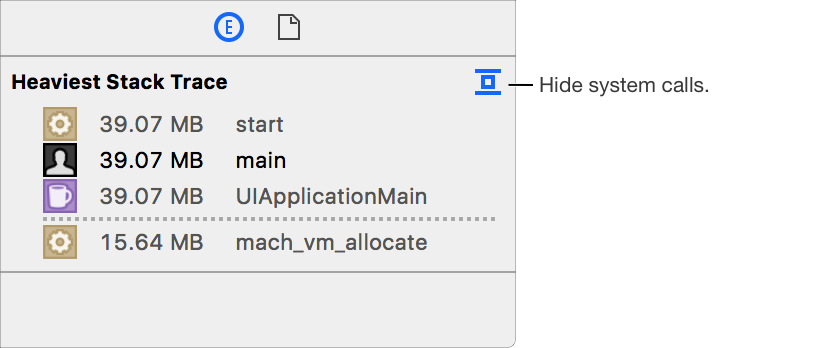 E
Heaviest Stack Trace
Hide system calls.
39.07 MB start
39.07 MB main
39.07 MB UIApplicationMain
15.64 MB mach_vm_allocate